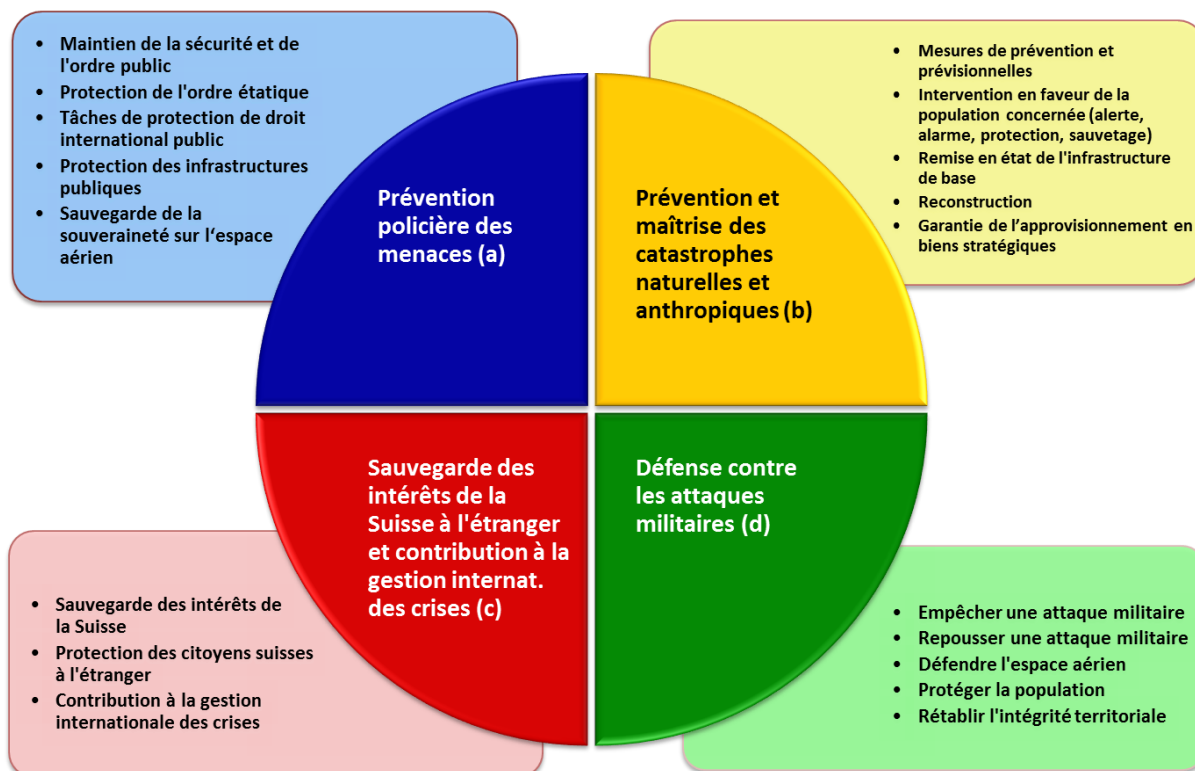 • Maintien de la sécurité et de
l'ordre public
• Protection de l'ordre étatique
• Tâches de protection de droit
international public
• Protection des infrastructures
publiques
• Sauvegarde de la
souveraineté sur l‘espace
aérien
• Mesures de prévention et
prévisionnelles
• Intervention en faveur de la
population concernée (alerte,
alarme, protection, sauvetage)
• Remise en état de l'infrastructure
de base
• Reconstruction
• Garantie de l’approvisionnement en
biens stratégiques
Prévention
policière des
menaces (a)
Prévention et
maîtrise des
catastrophes
naturelles et
anthropiques (b)
Sauvegarde des
intérêts de la
Suisse à l'étranger
et contribution à la
gestion internat.
des crises (c)
Défense contre
les attaques
militaires (d)
• Sauvegarde des intérêts de
la Suisse
• Protection des citoyens suisses
à l'étranger
• Contribution à la gestion
internationale des crises
• Empêcher une attaque militaire
• Repousser une attaque militaire
• Défendre l'espace aérien
• Protéger la population
• Rétablir l'intégrité territoriale